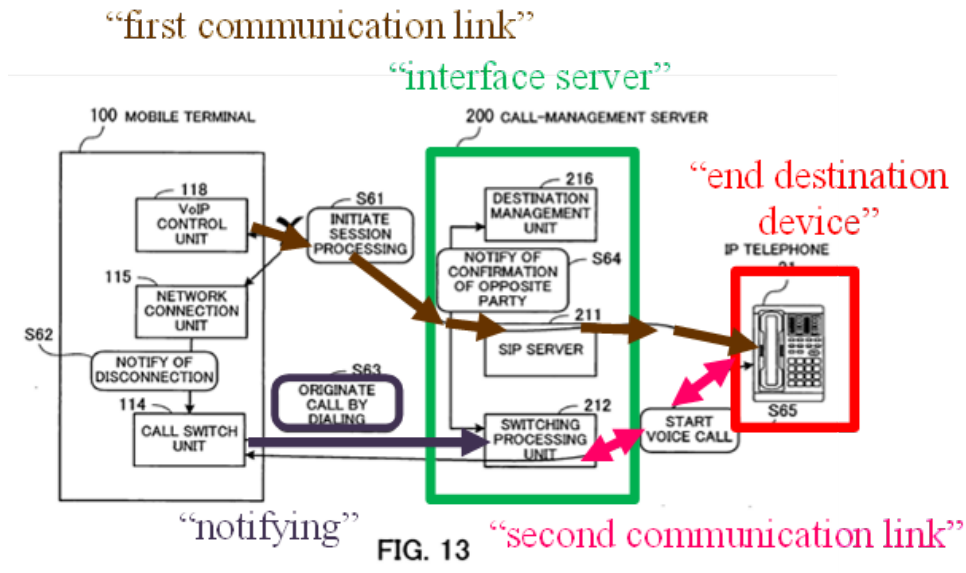 “first communication link”
“interface server”
100 MOBILE TERMINAL
200 CALL-MANAGEMENT SERVER
“end destination
device”
118
VoIP
CONTROL
UNIT
S61
INITIATE
SESSION
PROCESSING
216
DESTINATION
MANAGEMENT
UNIT
IP TELEPHONE
NOTIFY OF
CONFIRMATION
OF OPPOSITE
PARTY
S64
115
NETWORK
CONNECTION
UNIT
211
SIP SERVER
S62
NOTIFY OF
DISCONNECTION
S63
ORIGINATE
CALL BY
DIALING
114
CALL SWITCH
UNIT
212
SWITCHING
PROCESSING
UNIT
START
VOICE CALL
S65
“notifying”
“second communication link”
FIG. 13